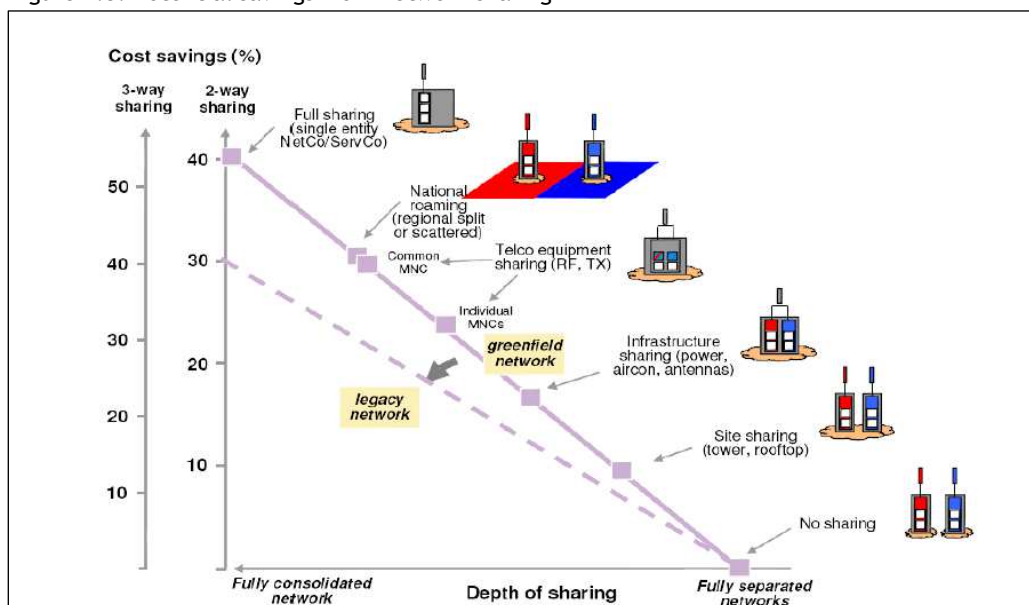 Cost savings (%)
3-way
sharing
2-way
sharing
Full sharing
(single entity
NetCo/ServCo)
40
50
National
roaming
(regional split
or scattered)
Common
MNC
Telco equipment
sharing (RF, TX)
30
40
Individual
MNCs
greenfield
network
Infrastructure
sharing (power,
aircon, antennas)
30
20
legacy
network
20
Site sharing
(tower, rooftop)
10
10
No sharing
Fully consolidated
network
Depth of sharing
Fully separated
networks